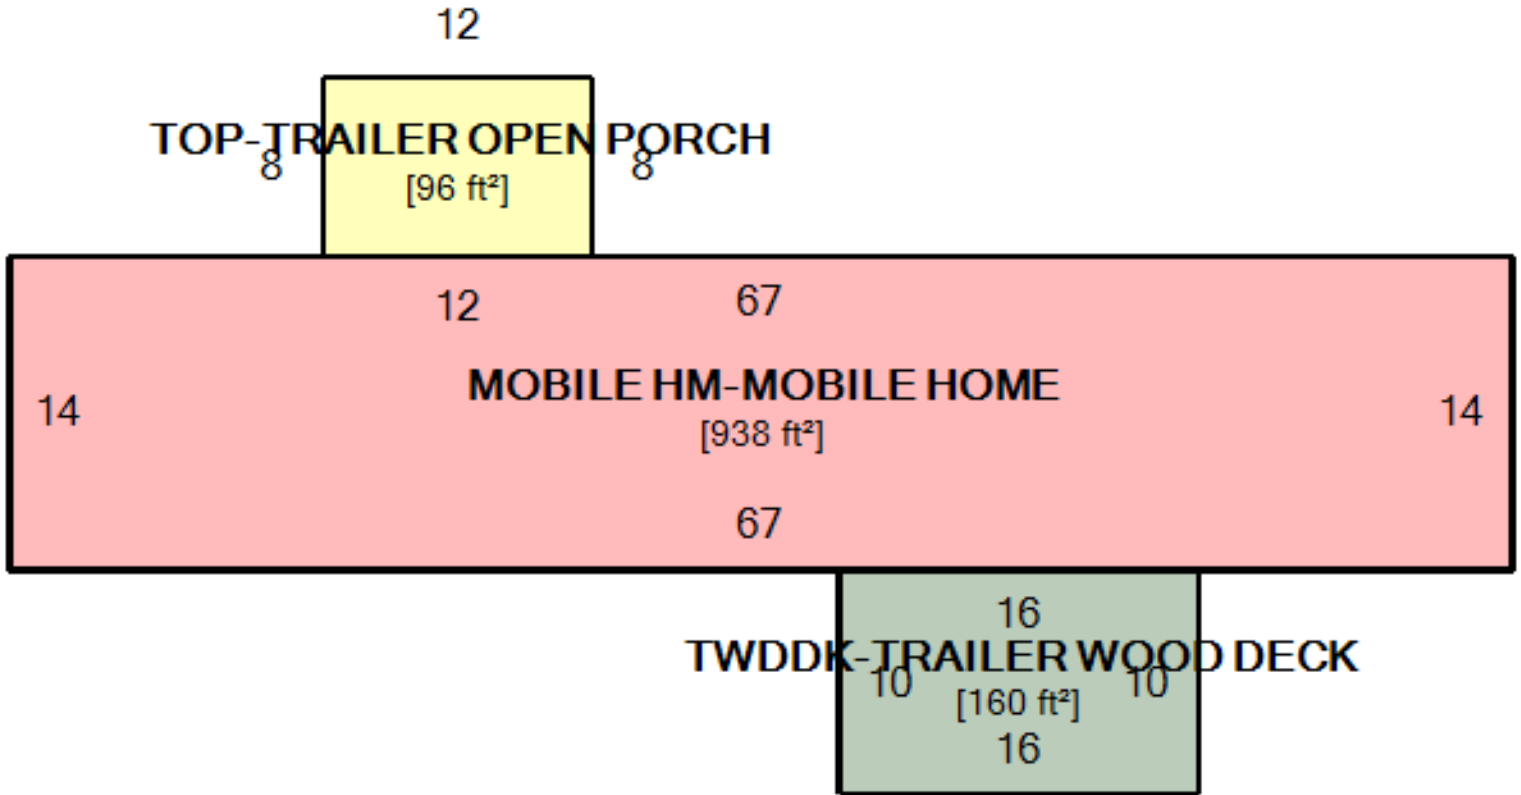 12
TOP-TRAILER OPEN PORCH
8 8
[96 ft²]
12 67
MOBILE HM-MOBILE HOME
14 14
[938 ft²]
67
16
TWDDK-TRAILER WOOD DECK
10 10
[160 ft²]
16